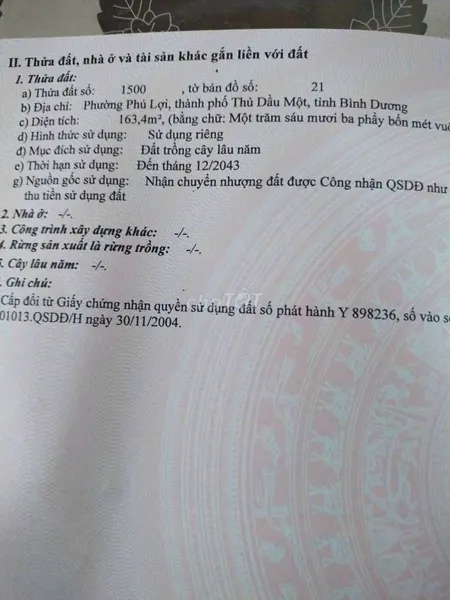 II. Thửa đất, nhà ở và tài sản khác gắn liền với đất
1. Thửa đất:
a) Thửa đất số: 1500 , tờ bản đồ số: 21
b) Địa chỉ: Phường Phú Lợi, thành phố Thủ Dầu Một, tỉnh Bình Dương
c) Diện tích: 163,4m², (bằng chữ: Một trăm sáu mươi ba phẩy bốn mét vuô
d) Hình thức sử dụng: Sử dụng riêng
đ) Mục đích sử dụng: Đất trồng cây lâu năm
e) Thời hạn sử dụng: Đến tháng 12/2043
g) Nguồn gốc sử dụng: Nhận chuyển nhượng đất được Công nhận QSDĐ như
thu tiền sử dụng đất
2. Nhà ở: -/-.
3. Công trình xây dựng khác: -/-.
4. Rừng sản xuất là rừng trồng: -/-.
. Cây lâu năm: -/-.
. Ghi chú:
Cấp đổi từ Giấy chứng nhận quyền sử dụng đất số phát hành Y 898236, số vào s
01013.QSDĐ/H ngày 30/11/2004.
chợTỐT